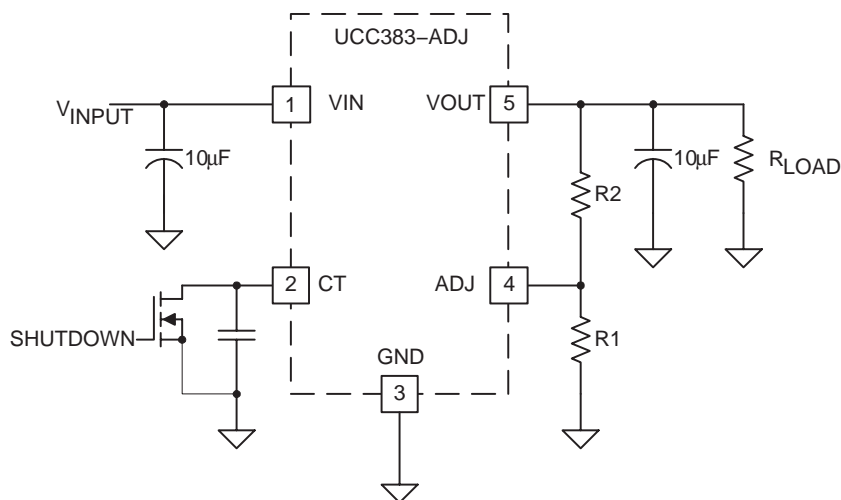 UCC383–ADJ
1 VIN VOUT 5
VINPUT
10µF
10µF
RLOAD
R2
2 CT ADJ 4
SHUTDOWN
R1
GND
3